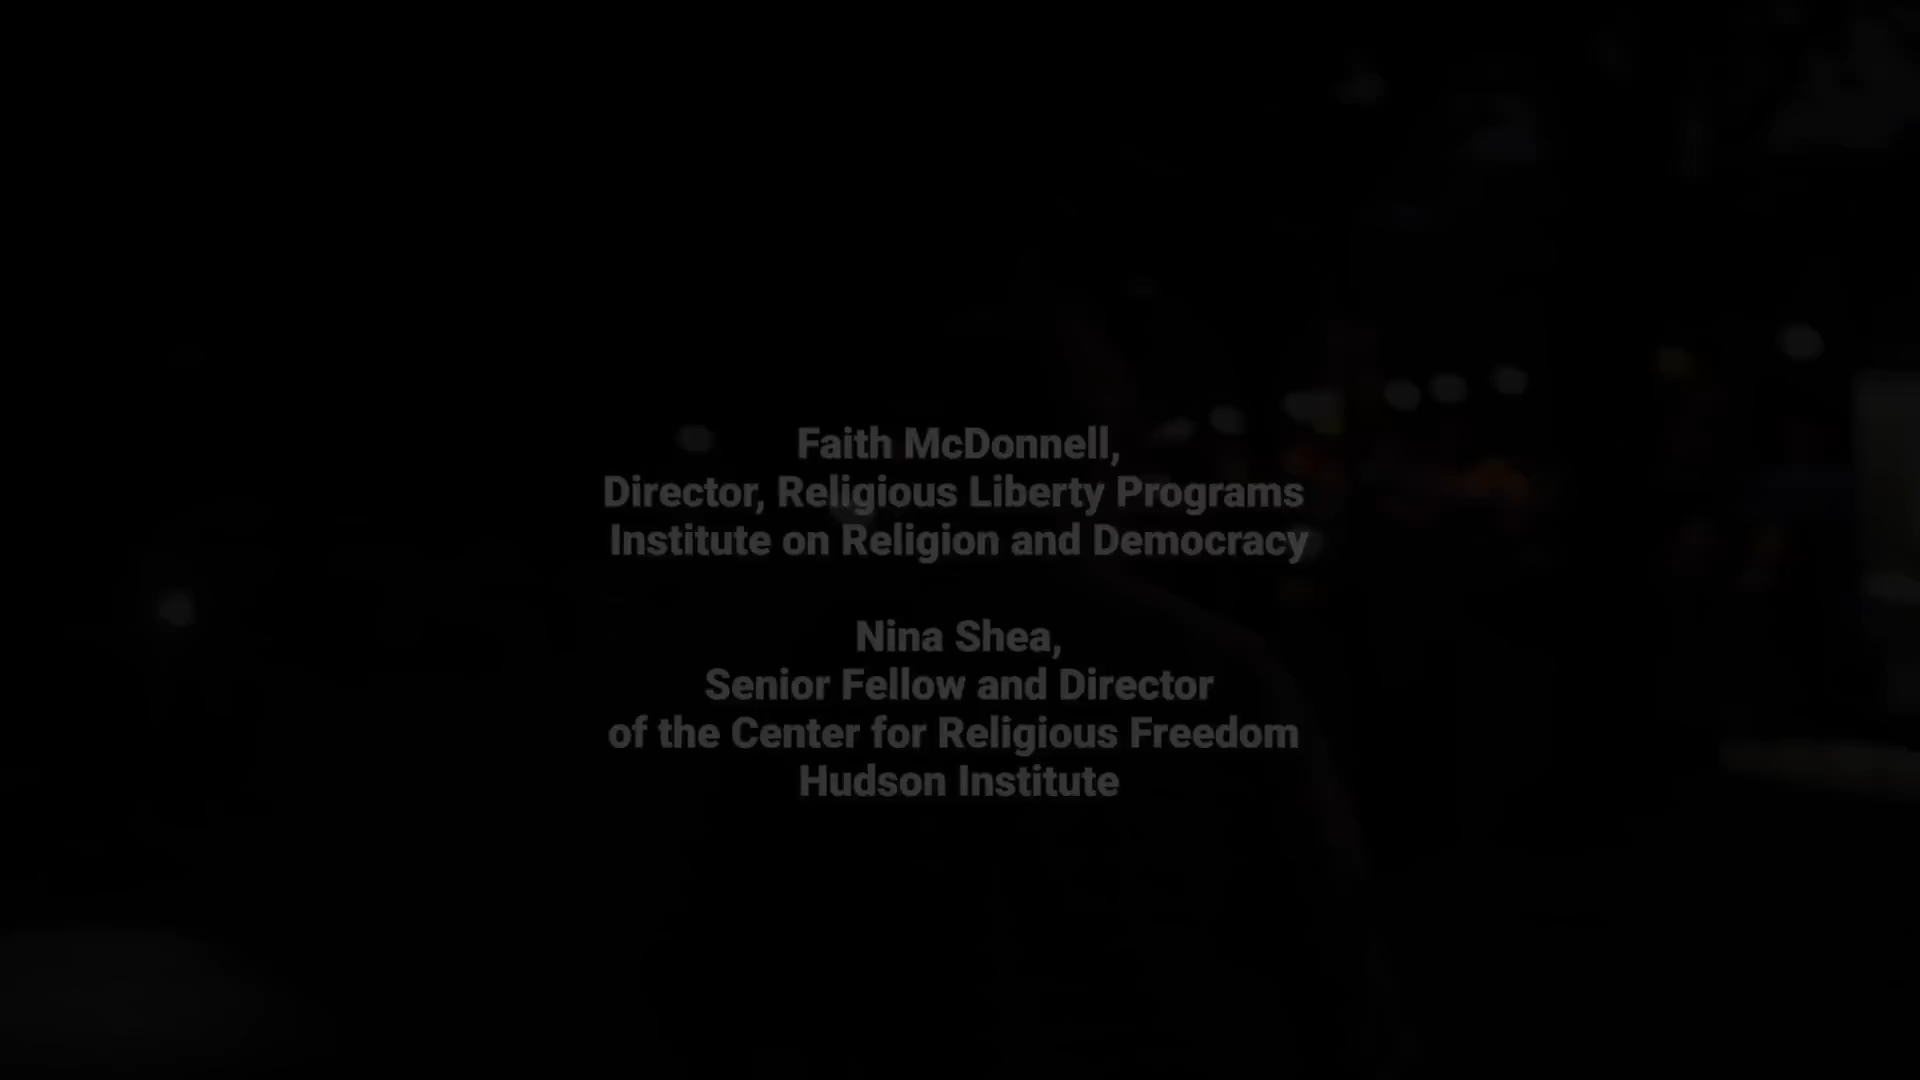 Faith McDonnell,
Director, Religious Liberty Programs
Institute on Religion and Democracy
Nina Shea,
Senior Fellow and Director
of the Center for Religious Freedom
Hudson Institute